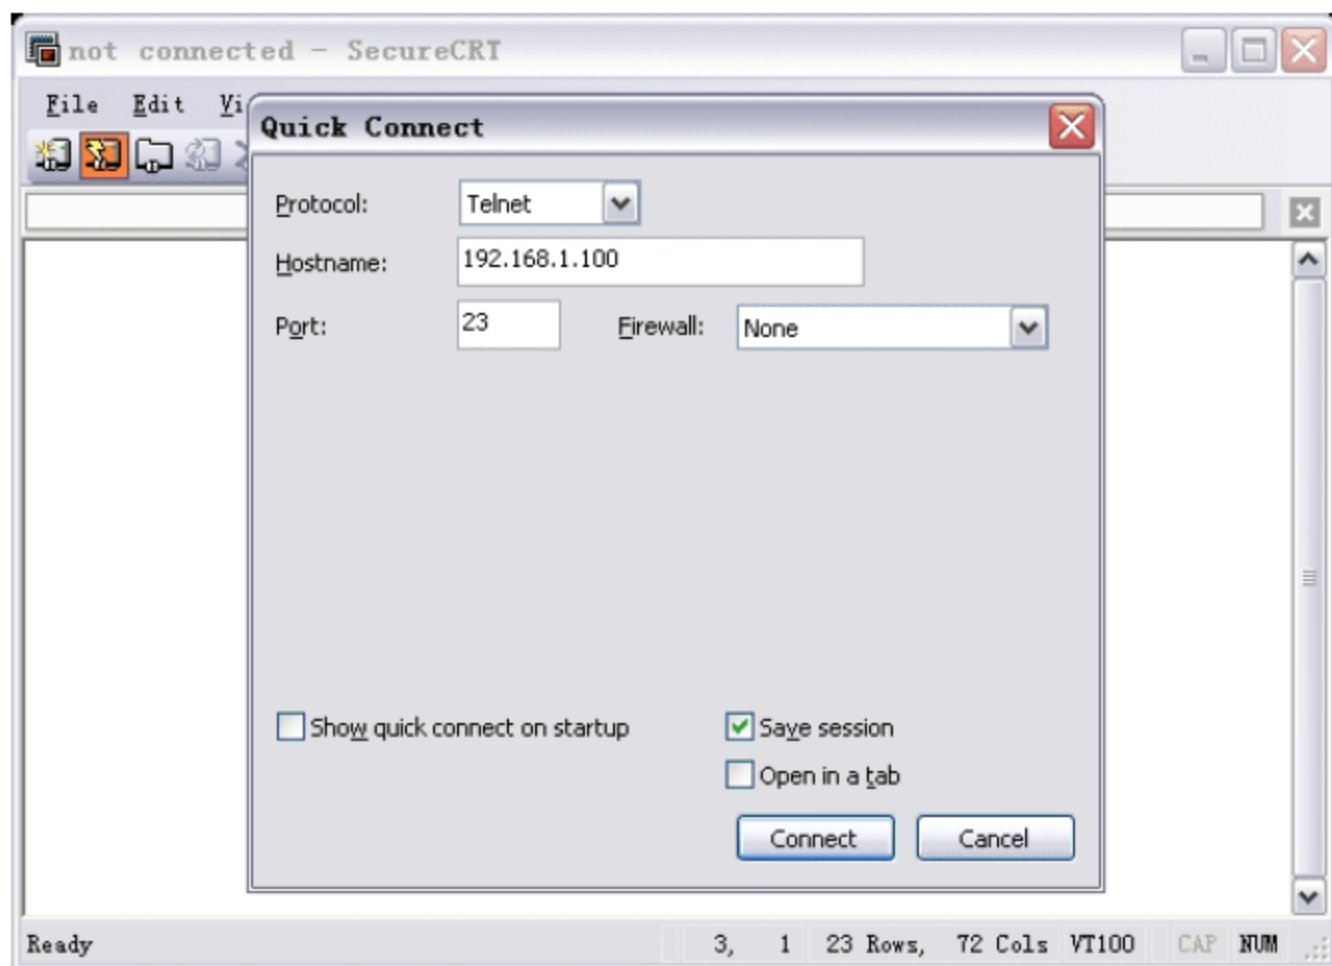 not connected - SecureCRT
File Edit Vi
Quick Connect
Protocol: Telnet
Hostname: 192.168.1.100
Port: 23 Firewall: None
Show quick connect on startup
Save session
Open in a tab
Connect Cancel
Ready 3, 1 23 Rows, 72 Cols VT100 CAP NUM